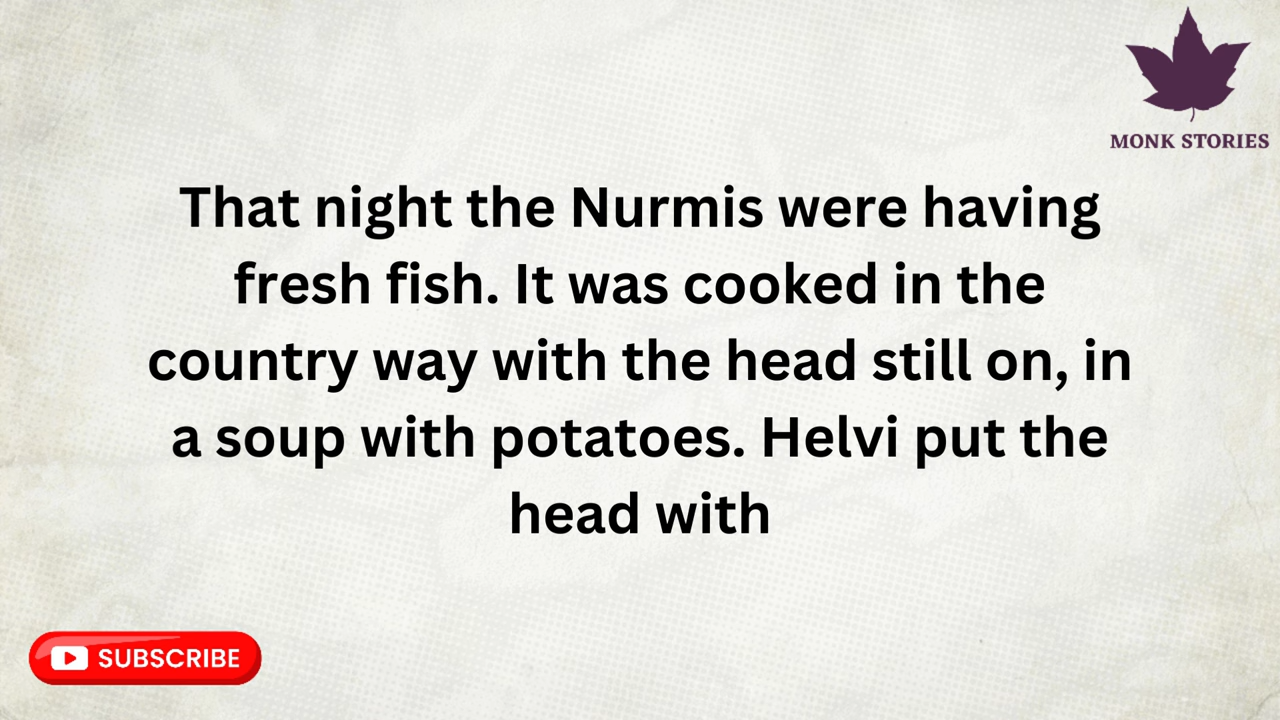 MONK STORIES
That night the Nurmis were having
fresh fish. It was cooked in the
country way with the head still on, in
a soup with potatoes. Helvi put the
head with
SUBSCRIBE